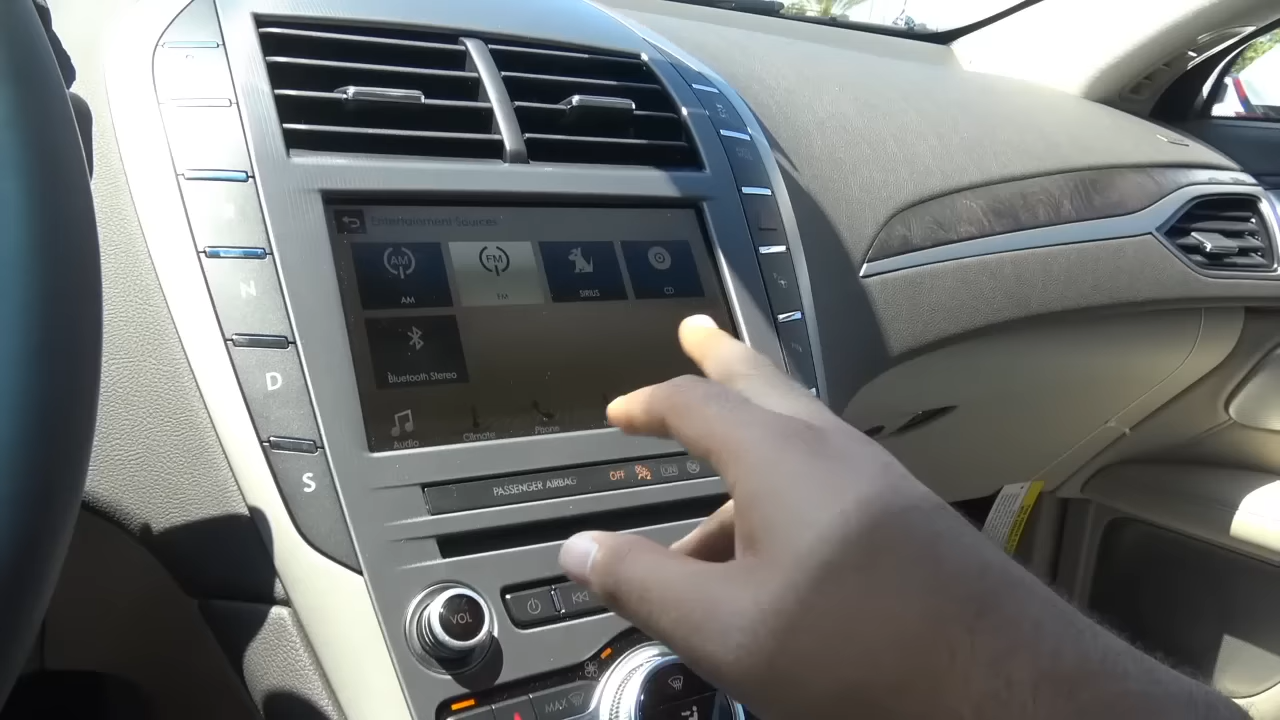 Entertainment Sources
AM
FM
AM
FM
SIRIUS
CD
Bluetooth Stereo
Audio
Climate
Phone
N
D
S
PASSENGER AIRBAG
OFF
ON
VOL
MAX